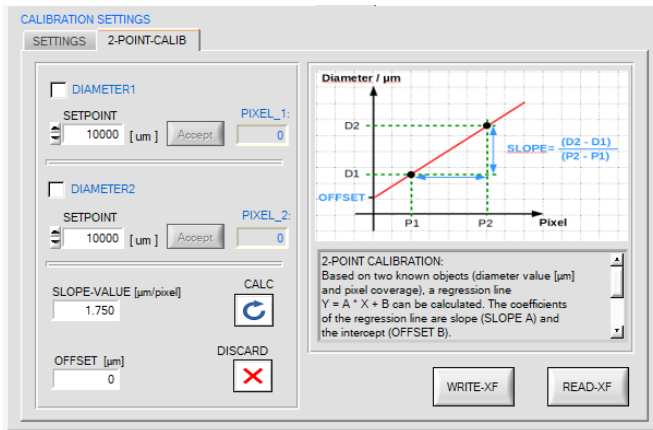 CALIBRATION SETTINGS
SETTINGS 2-POINT-CALIB
DIAMETER1
SETPOINT PIXEL_1:
10000 [um] Accept 0
DIAMETER2
SETPOINT PIXEL_2:
10000 [um] Accept 0
SLOPE-VALUE [µm/pixel] CALC
1.750
OFFSET [µm] DISCARD
0
Diameter / µm
D2
SLOPE= (D2 - D1)
(P2 - P1)
D1
OFFSET
P1 P2 Pixel
2-POINT CALIBRATION:
Based on two known objects (diameter value [µm]
and pixel coverage), a regression line
Y = A * X + B can be calculated. The coefficients
of the regression line are slope (SLOPE A) and
the intercept (OFFSET B).
WRITE-XF READ-XF